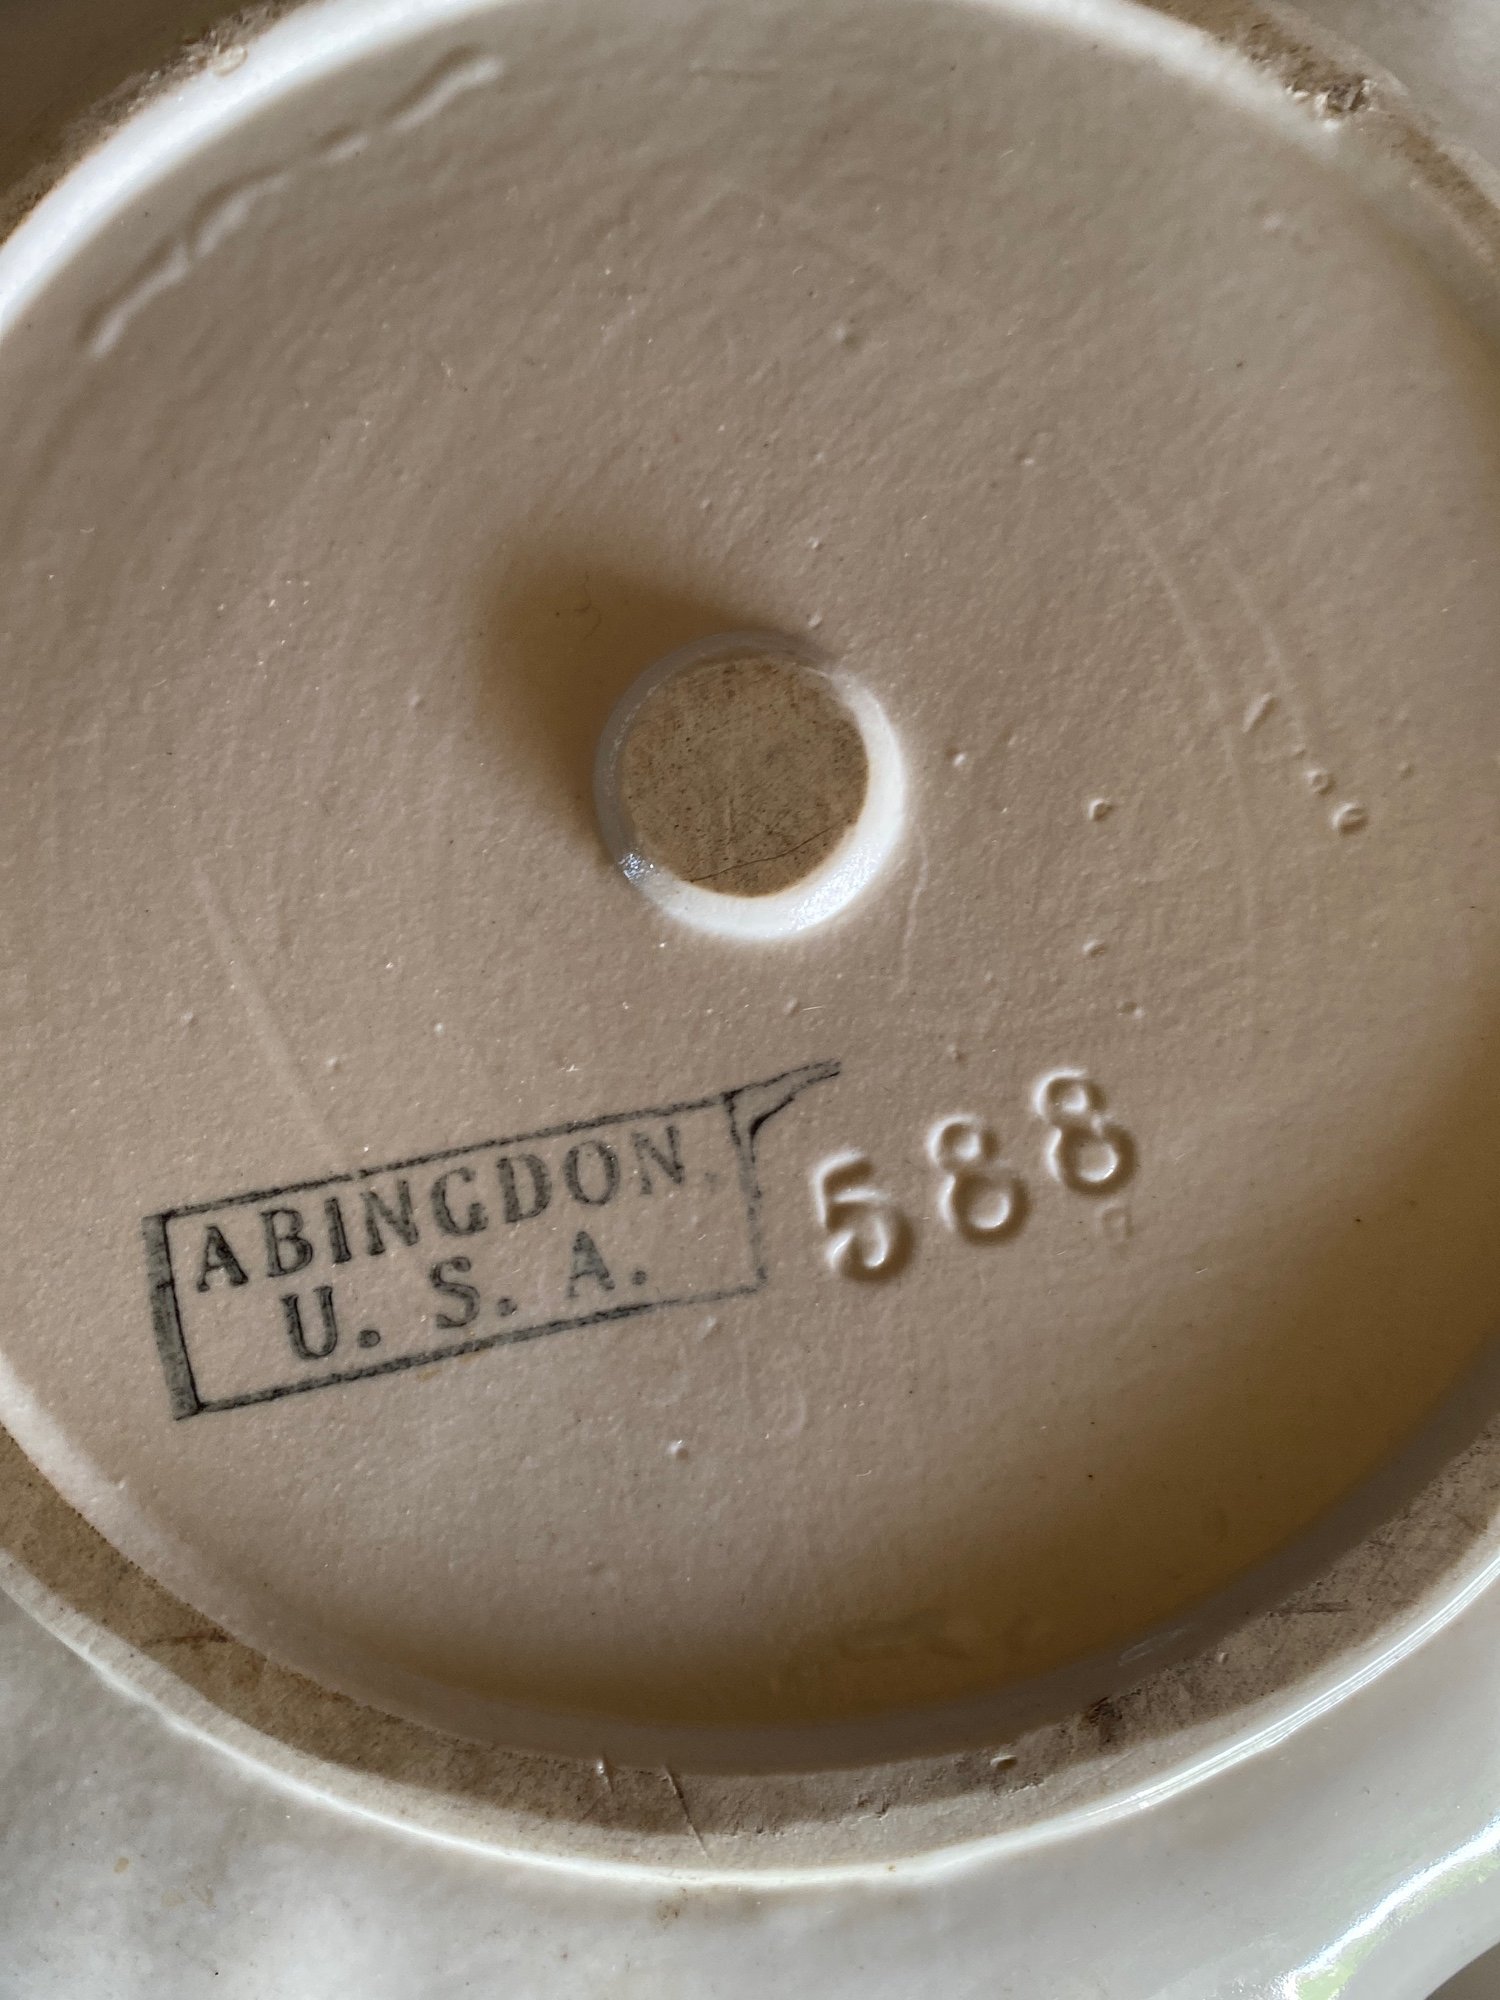 ABINGDON
U. S. A.
588